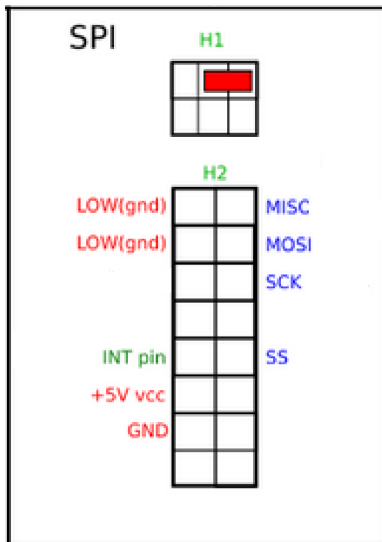 SPI
H1
H2
LOW(gnd) MISC
LOW(gnd) MOSI
SCK
INT pin SS
+5V vcc
GND